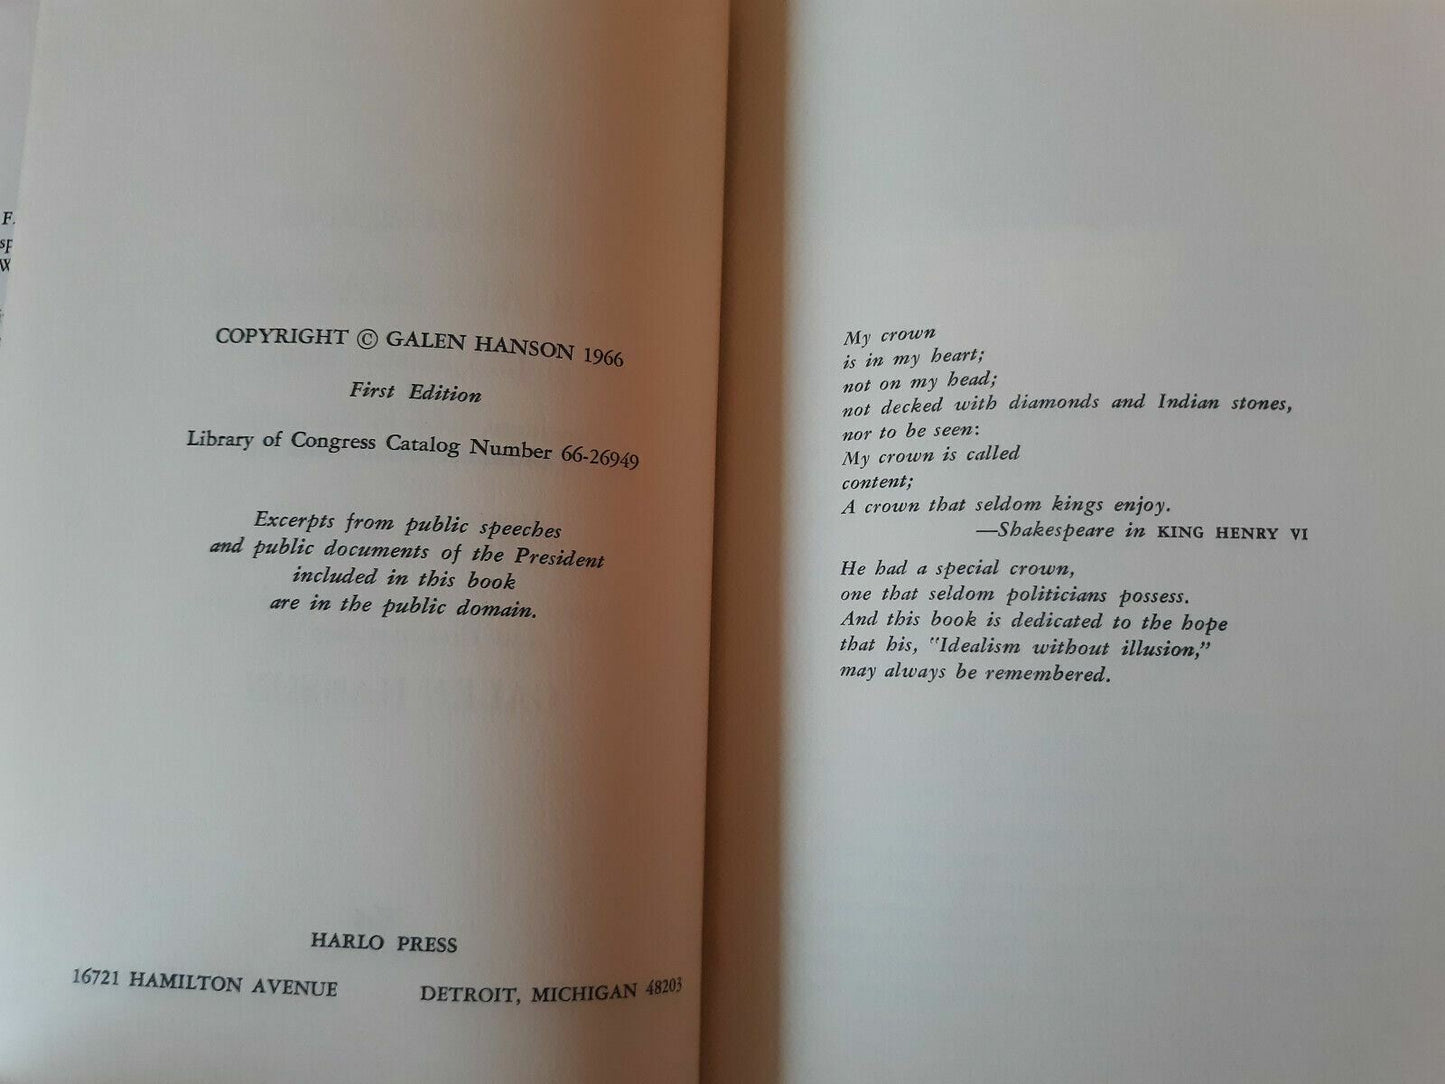 F.
sp
W
COPYRIGHT © GALEN HANSON 1966
First Edition
Library of Congress Catalog Number 66-26949
Excerpts from public speeches
and public documents of the President
included in this book
are in the public domain.
HARLO PRESS
16721 HAMILTON AVENUE DETROIT, MICHIGAN 48203
My crown
is in my heart;
not on my head;
not decked with diamonds and Indian stones,
nor to be seen:
My crown is called
content;
A crown that seldom kings enjoy.
—Shakespeare in KING HENRY VI
He had a special crown,
one that seldom politicians possess.
And this book is dedicated to the hope
that his, "Idealism without illusion,"
may always be remembered.